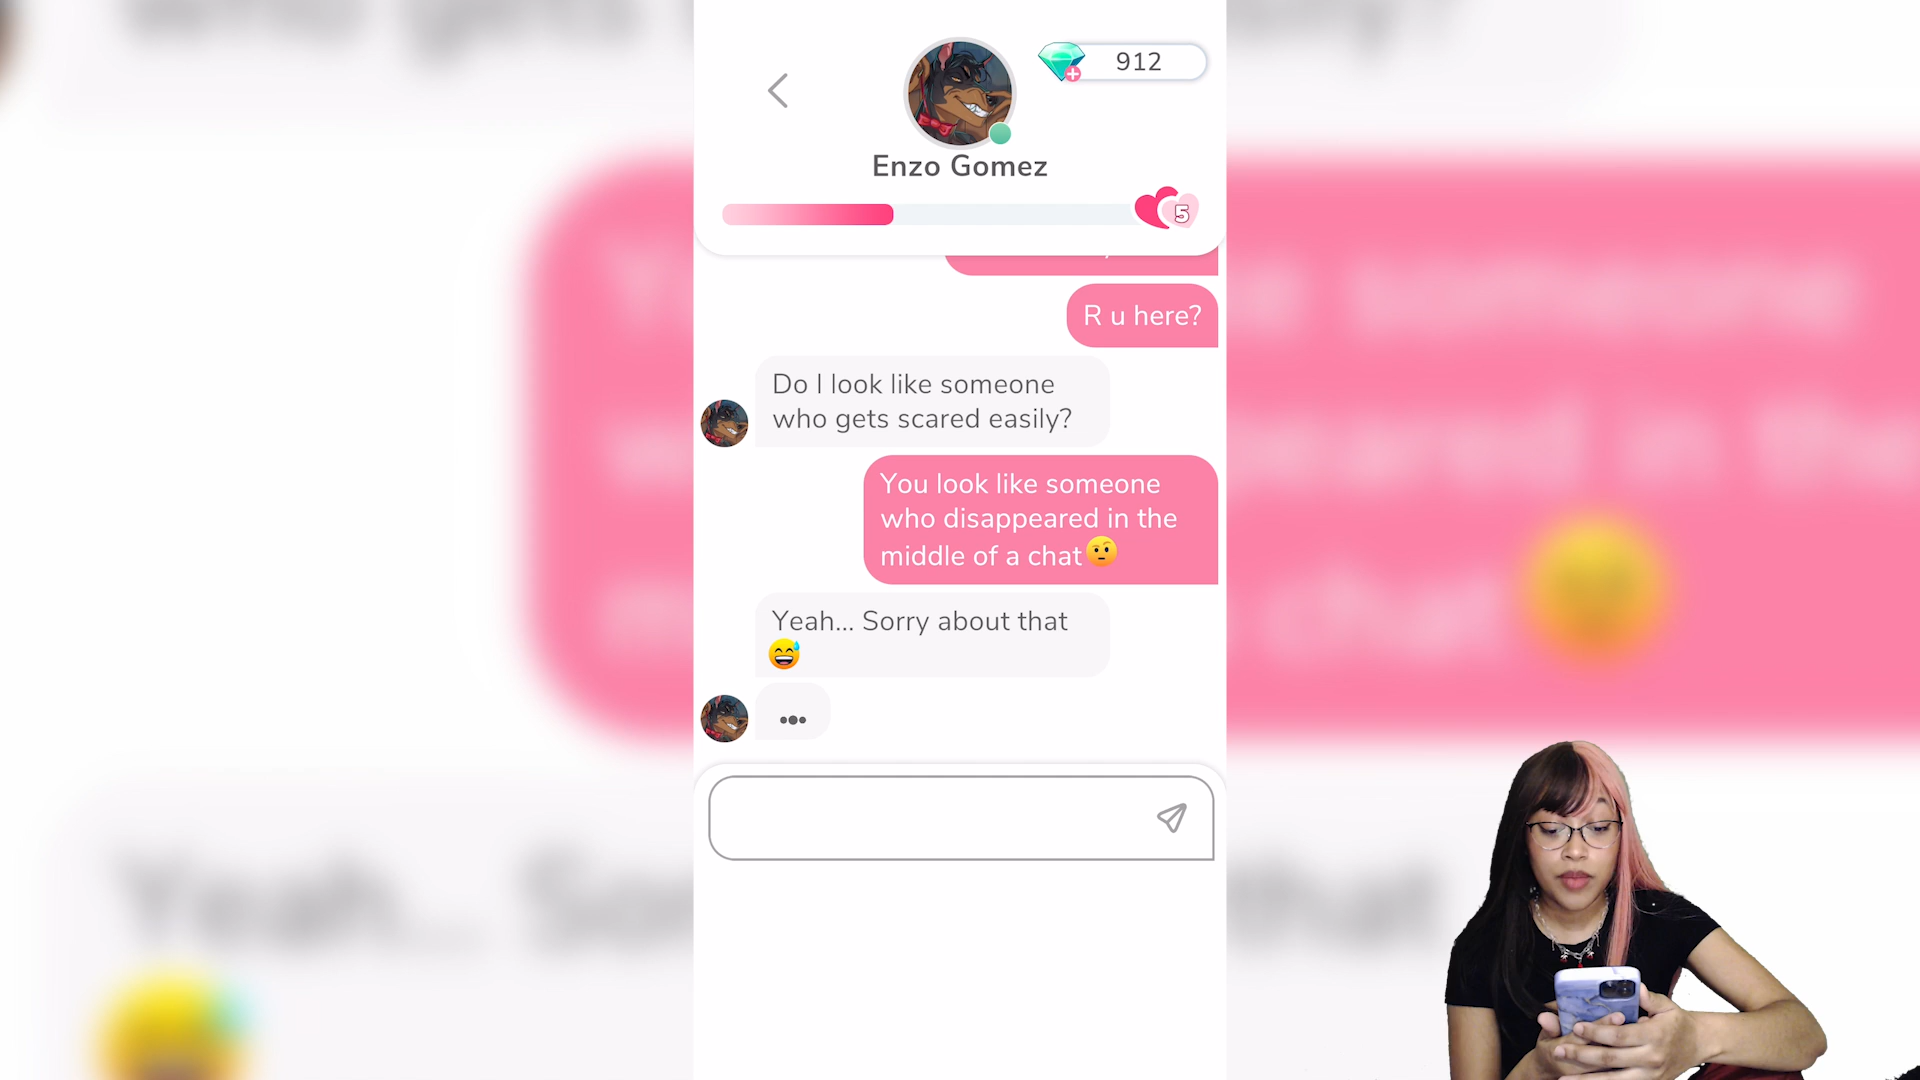 912
Enzo Gomez
5
R u here?
Do I look like someone
who gets scared easily?
You look like someone
who disappeared in the
middle of a chat🤨
Yeah... Sorry about that
😅
...